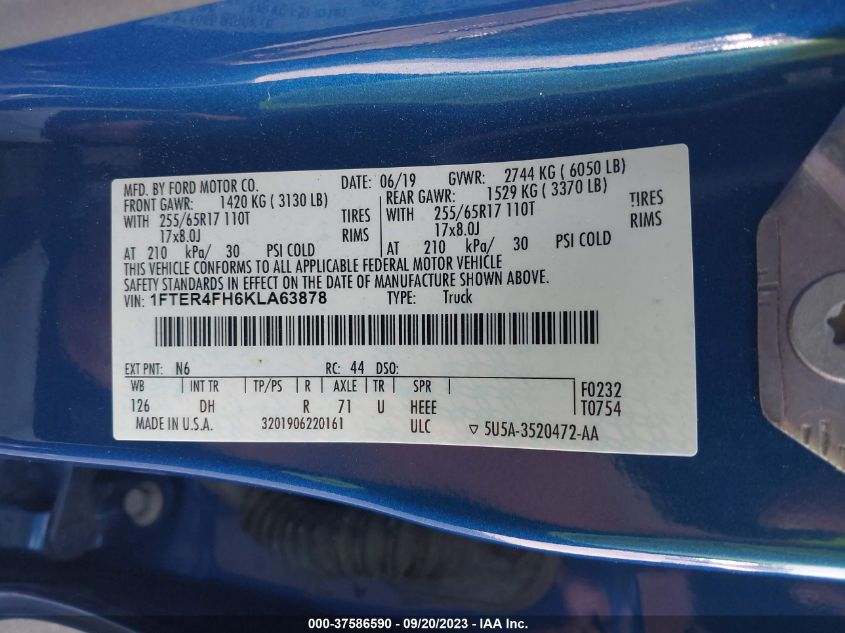 MFD. BY FORD MOTOR CO.
DATE: 06/19 GVWR: 2744 KG ( 6050 LB)
FRONT GAWR: 1420 KG ( 3130 LB) REAR GAWR: 1529 KG ( 3370 LB)
WITH 255/65R17 110T TIRES WITH 255/65R17 110T TIRES
17x8.0J RIMS 17x8.0J RIMS
AT 210 kPa/ 30 PSI COLD AT 210 kPa/ 30 PSI COLD
THIS VEHICLE CONFORMS TO ALL APPLICABLE FEDERAL MOTOR VEHICLE
SAFETY STANDARDS IN EFFECT ON THE DATE OF MANUFACTURE SHOWN ABOVE.
VIN: 1FTER4FH6KLA63878 TYPE: Truck
EXT PNT: N6 RC: 44 DSO:
WB INT TR TP/PS R AXLE TR SPR F0232
126 DH R 71 U HEEE T0754
MADE IN U.S.A. 3201906220161 ULC ▽ 5U5A-3520472-AA
000-37586590 - 09/20/2023 - IAA Inc.